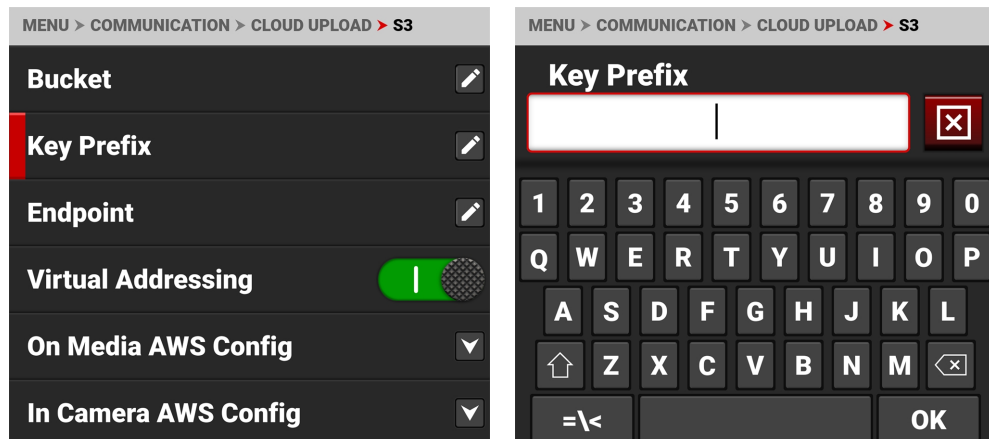 MENU ➤ COMMUNICATION ➤ CLOUD UPLOAD ➤ S3
Bucket
Key Prefix
Endpoint
Virtual Addressing
On Media AWS Config
In Camera AWS Config
MENU ➤ COMMUNICATION ➤ CLOUD UPLOAD ➤ S3
Key Prefix
1 2 3 4 5 6 7 8 9 0
Q W E R T Y U I O P
A S D F G H J K L
Z X C V B N M
=\< OK